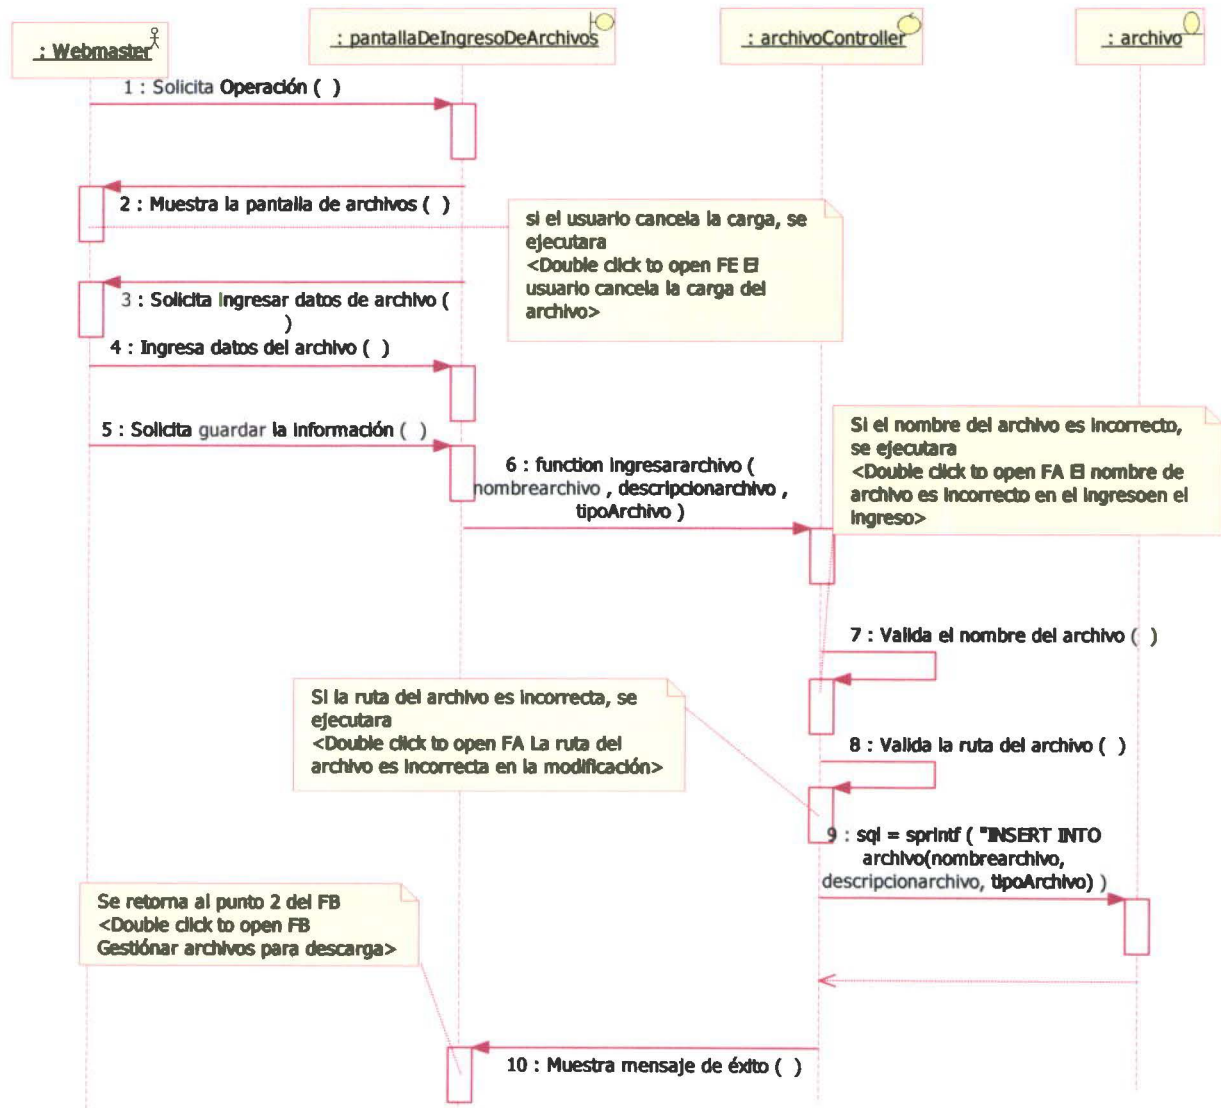 : Webmaster
: pantallaDeIngresoDeArchivos
: archivoController
: archivo
1 : Solicita Operación ( )
2 : Muestra la pantalla de archivos ( )
si el usuario cancela la carga, se
ejecutara
<Double click to open FE El
usuario cancela la carga del
archivo>
3 : Solicita ingresar datos de archivo (
)
4 : Ingresa datos del archivo ( )
5 : Solicita guardar la información ( )
6 : function ingresararchivo (
nombrearchivo , descripcionarchivo ,
tipoArchivo )
Si el nombre del archivo es incorrecto,
se ejecutara
<Double click to open FA El nombre de
archivo es incorrecto en el ingresoen el
ingreso>
7 : Valida el nombre del archivo ( )
Si la ruta del archivo es incorrecta, se
ejecutara
<Double click to open FA La ruta del
archivo es incorrecta en la modificación>
8 : Valida la ruta del archivo ( )
9 : sql = sprintf ( "INSERT INTO
archivo(nombrearchivo,
descripcionarchivo, tipoArchivo) )
Se retorna al punto 2 del FB
<Double click to open FB
Gestiónar archivos para descarga>
10 : Muestra mensaje de éxito ( )